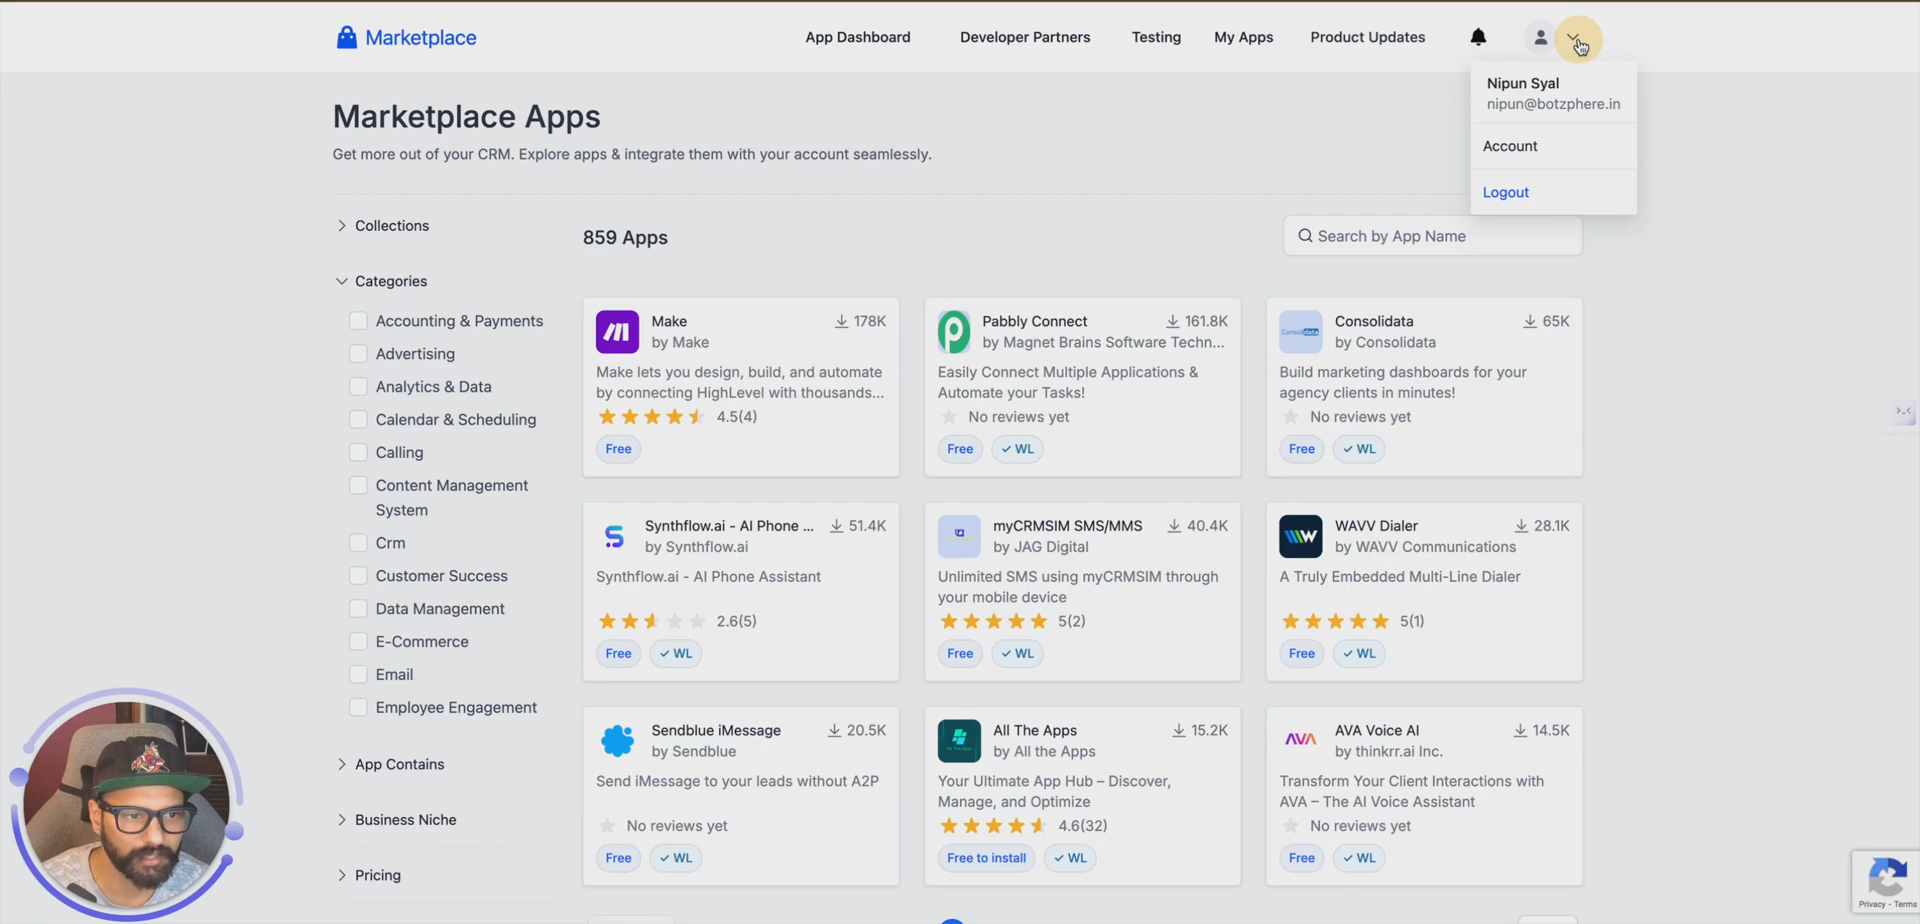 Marketplace
App Dashboard
Developer Partners
Testing
My Apps
Product Updates
Nipun Syal
nipun@botzphere.in
Account
Logout
Marketplace Apps
Get more out of your CRM. Explore apps & integrate them with your account seamlessly.
Collections
Categories
Accounting & Payments
Advertising
Analytics & Data
Calendar & Scheduling
Calling
Content Management
System
Crm
Customer Success
Data Management
E-Commerce
Email
Employee Engagement
App Contains
Business Niche
Pricing
859 Apps
Search by App Name
Make
178K
by Make
Make lets you design, build, and automate
by connecting HighLevel with thousands...
4.5(4)
Free
Pabbly Connect
161.8K
by Magnet Brains Software Techn...
Easily Connect Multiple Applications &
Automate your Tasks!
No reviews yet
Free
✓ WL
Consolidata
65K
by Consolidata
Build marketing dashboards for your
agency clients in minutes!
No reviews yet
Free
✓ WL
Synthflow.ai - AI Phone ...
51.4K
by Synthflow.ai
Synthflow.ai - AI Phone Assistant
2.6(5)
Free
✓ WL
myCRMSIM SMS/MMS
40.4K
by JAG Digital
Unlimited SMS using myCRMSIM through
your mobile device
5(2)
Free
✓ WL
WAVV Dialer
28.1K
by WAVV Communications
A Truly Embedded Multi-Line Dialer
5(1)
Free
✓ WL
Sendblue iMessage
20.5K
by Sendblue
Send iMessage to your leads without A2P
No reviews yet
Free
✓ WL
All The Apps
15.2K
by All the Apps
Your Ultimate App Hub – Discover,
Manage, and Optimize
4.6(32)
Free to install
✓ WL
AVA
AVA Voice AI
14.5K
by thinkrr.ai Inc.
Transform Your Client Interactions with
AVA – The AI Voice Assistant
No reviews yet
Free
✓ WL
Privacy - Terms